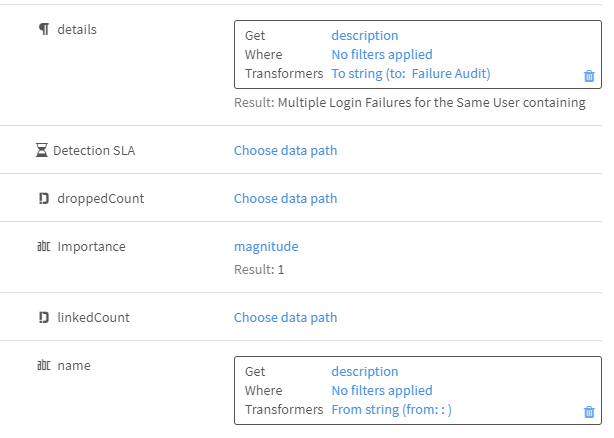 details
Get description
Where No filters applied
Transformers To string (to: Failure Audit)
Result: Multiple Login Failures for the Same User containing
Detection SLA Choose data path
droppedCount Choose data path
abc Importance magnitude
Result: 1
linkedCount Choose data path
abc name
Get description
Where No filters applied
Transformers From string (from: : )